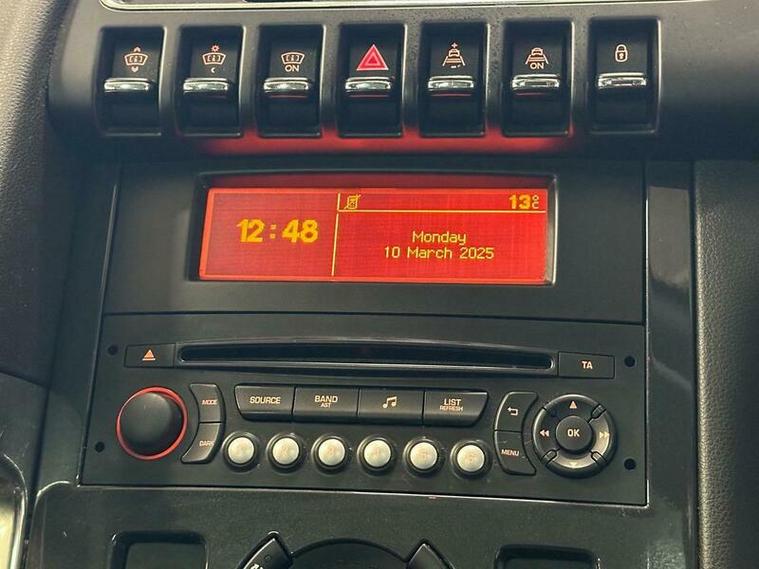 ON
ON
13°C
12:48
Monday
10 March 2025
TA
MODE
SOURCE
BAND
AST
LIST
REFRESH
DARK
MENU
OK